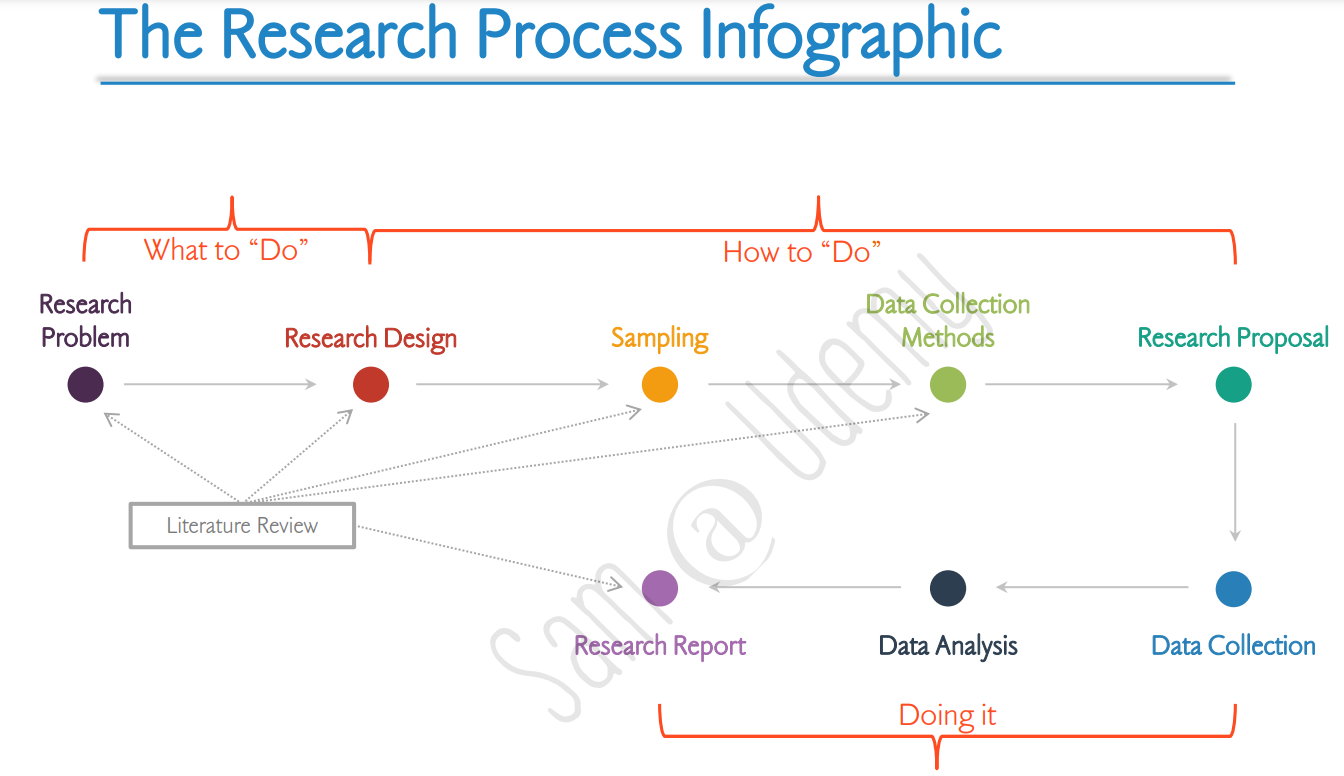 The Research Process Infographic
What to “Do”
How to “Do”
Research
Problem
Research Design
Sampling
Data Collection
Methods
Research Proposal
Literature Review
Research Report
Data Analysis
Data Collection
Doing it
Sam @ Udemy